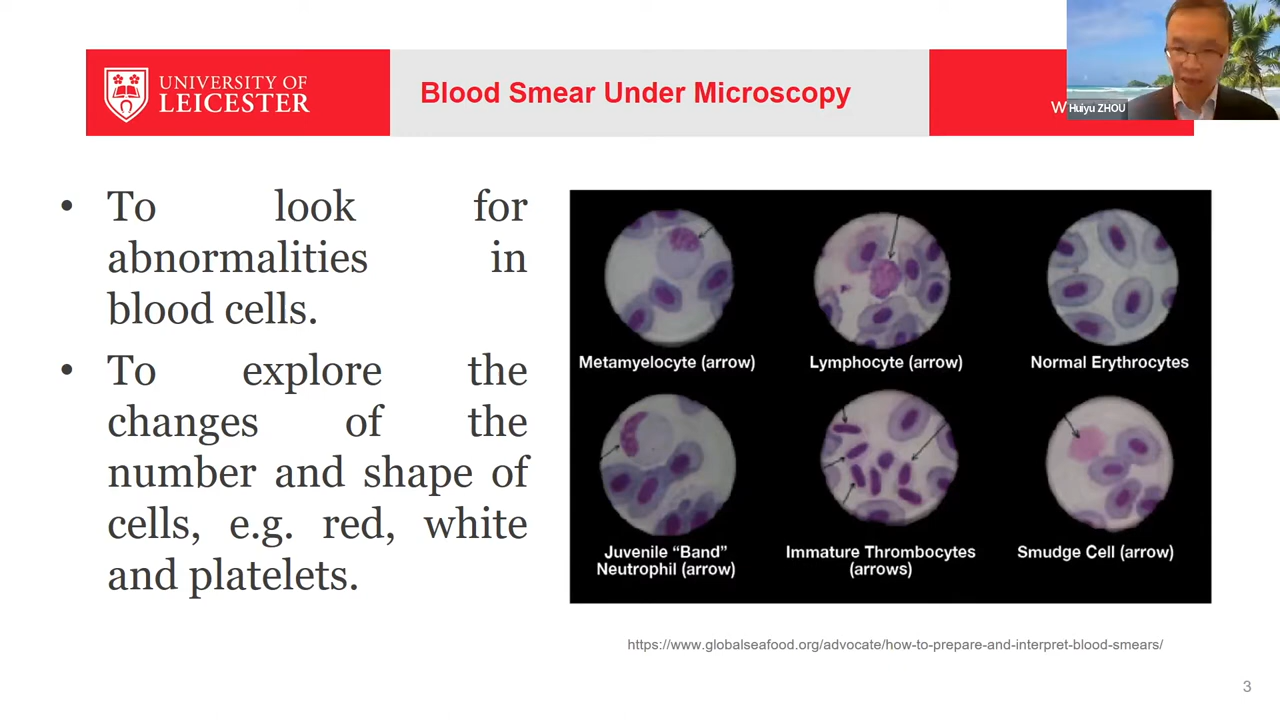 UNIVERSITY OF
LEICESTER
Blood Smear Under Microscopy
W
Huiyu ZHOU
• To look for
abnormalities in
blood cells.
• To explore the
changes of the
number and shape of
cells, e.g. red, white
and platelets.
Metamyelocyte (arrow)
Lymphocyte (arrow)
Normal Erythrocytes
Juvenile “Band”
Neutrophil (arrow)
Immature Thrombocytes
(arrows)
Smudge Cell (arrow)
https://www.globalseafood.org/advocate/how-to-prepare-and-interpret-blood-smears/
3